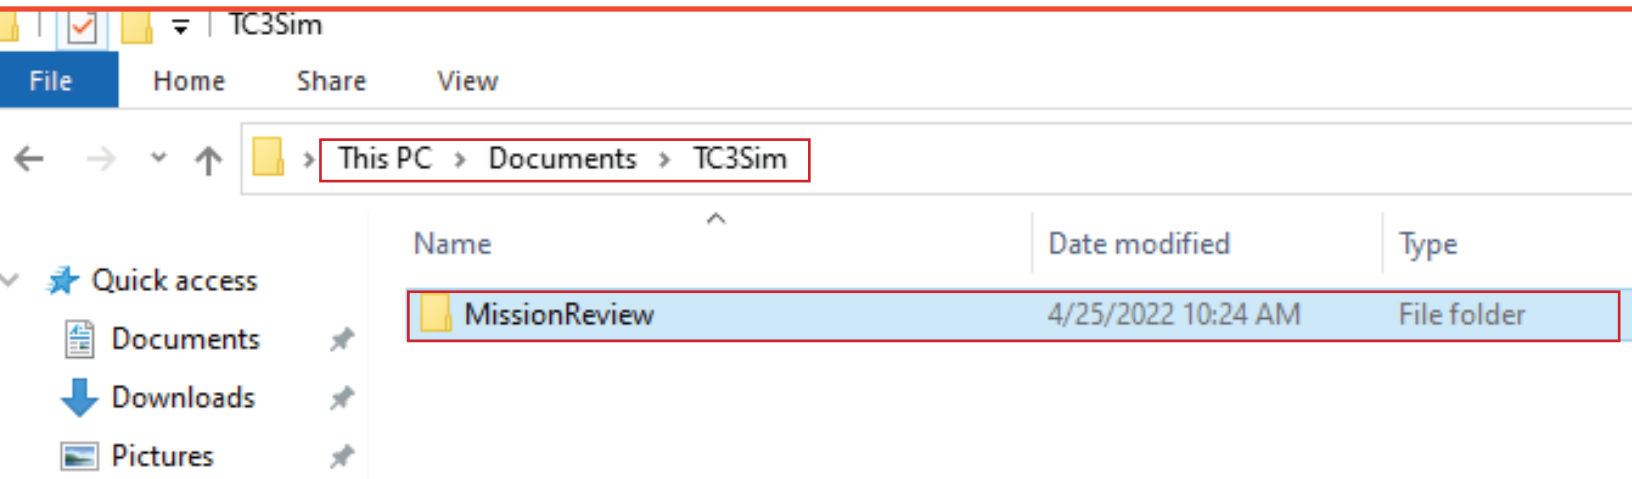 TC3Sim
File Home Share View
This PC > Documents > TC3Sim
Name Date modified Type
Quick access
MissionReview 4/25/2022 10:24 AM File folder
Documents
Downloads
Pictures